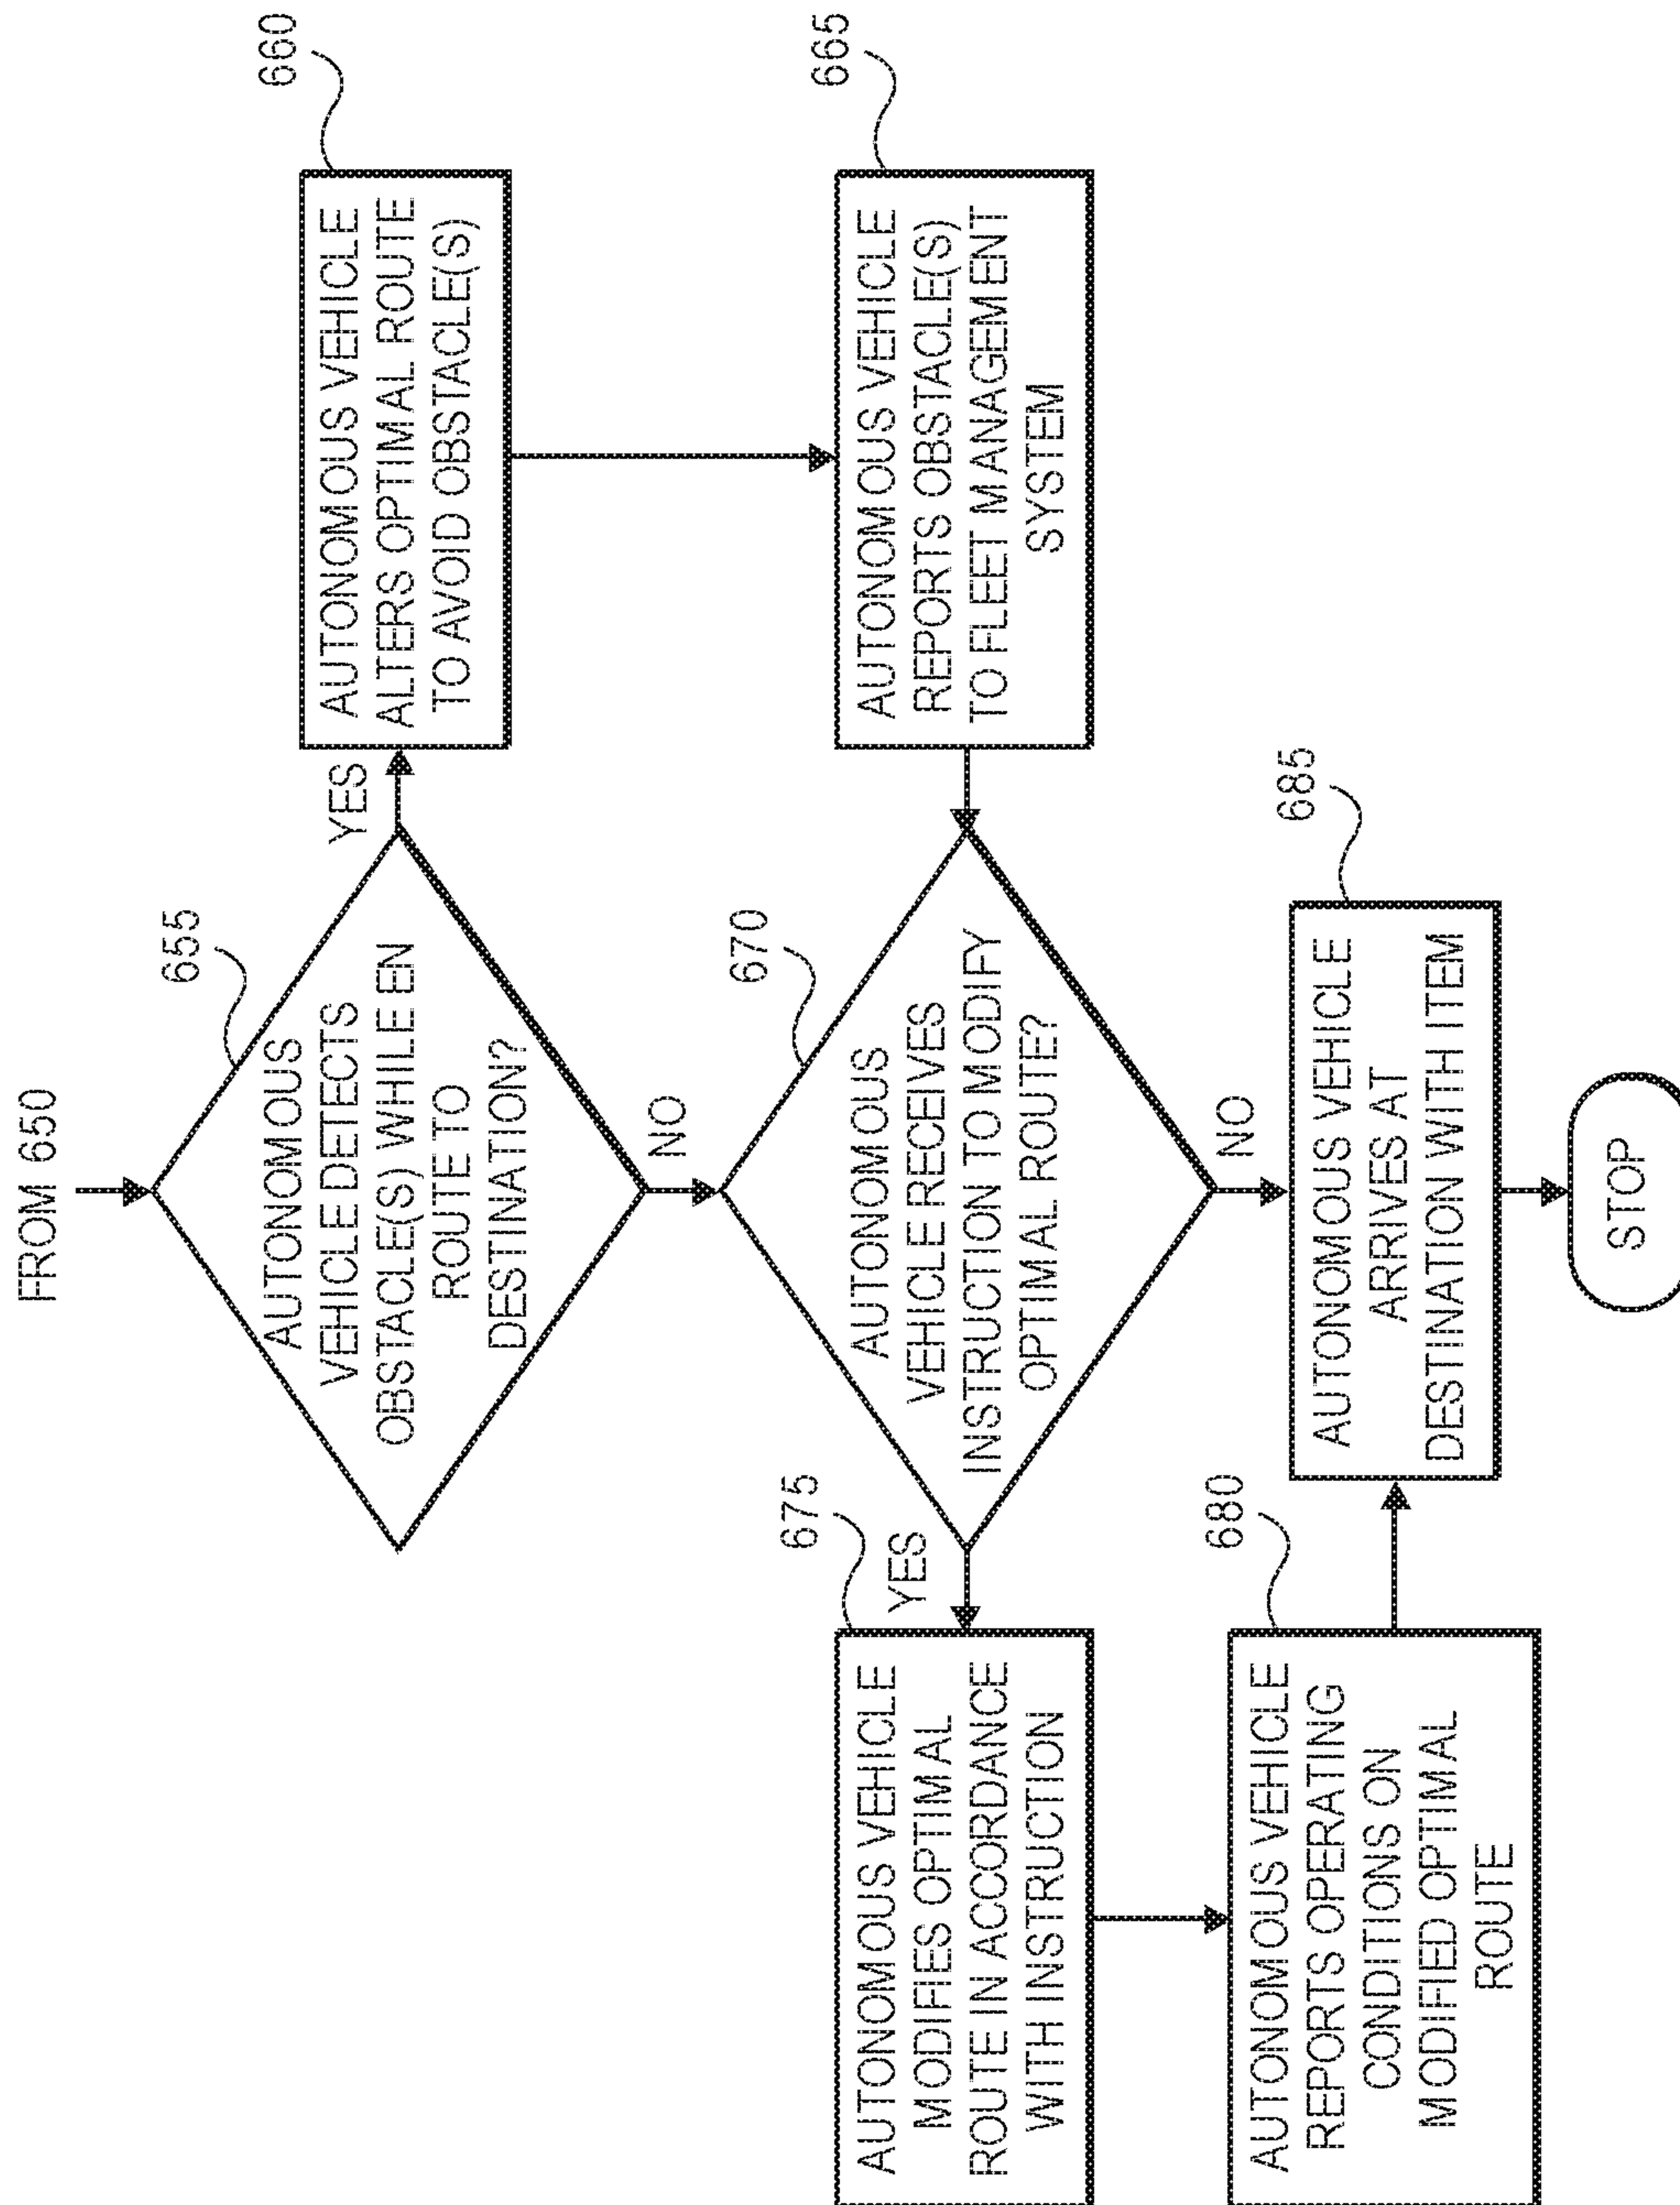 FROM 650
655
AUTONOMOUS
VEHICLE DETECTS
OBSTACLE(S) WHILE EN
ROUTE TO
DESTINATION?
YES
660
AUTONOMOUS VEHICLE
ALTERS OPTIMAL ROUTE
TO AVOID OBSTACLE(S)
NO
665
AUTONOMOUS VEHICLE
REPORTS OBSTACLE(S)
TO FLEET MANAGEMENT
SYSTEM
670
AUTONOMOUS
VEHICLE RECEIVES
INSTRUCTION TO MODIFY
OPTIMAL ROUTE?
YES
675
AUTONOMOUS VEHICLE
MODIFIES OPTIMAL
ROUTE IN ACCORDANCE
WITH INSTRUCTION
NO
680
AUTONOMOUS VEHICLE
REPORTS OPERATING
CONDITIONS ON
MODIFIED OPTIMAL
ROUTE
685
AUTONOMOUS VEHICLE
ARRIVES AT
DESTINATION WITH ITEM
STOP